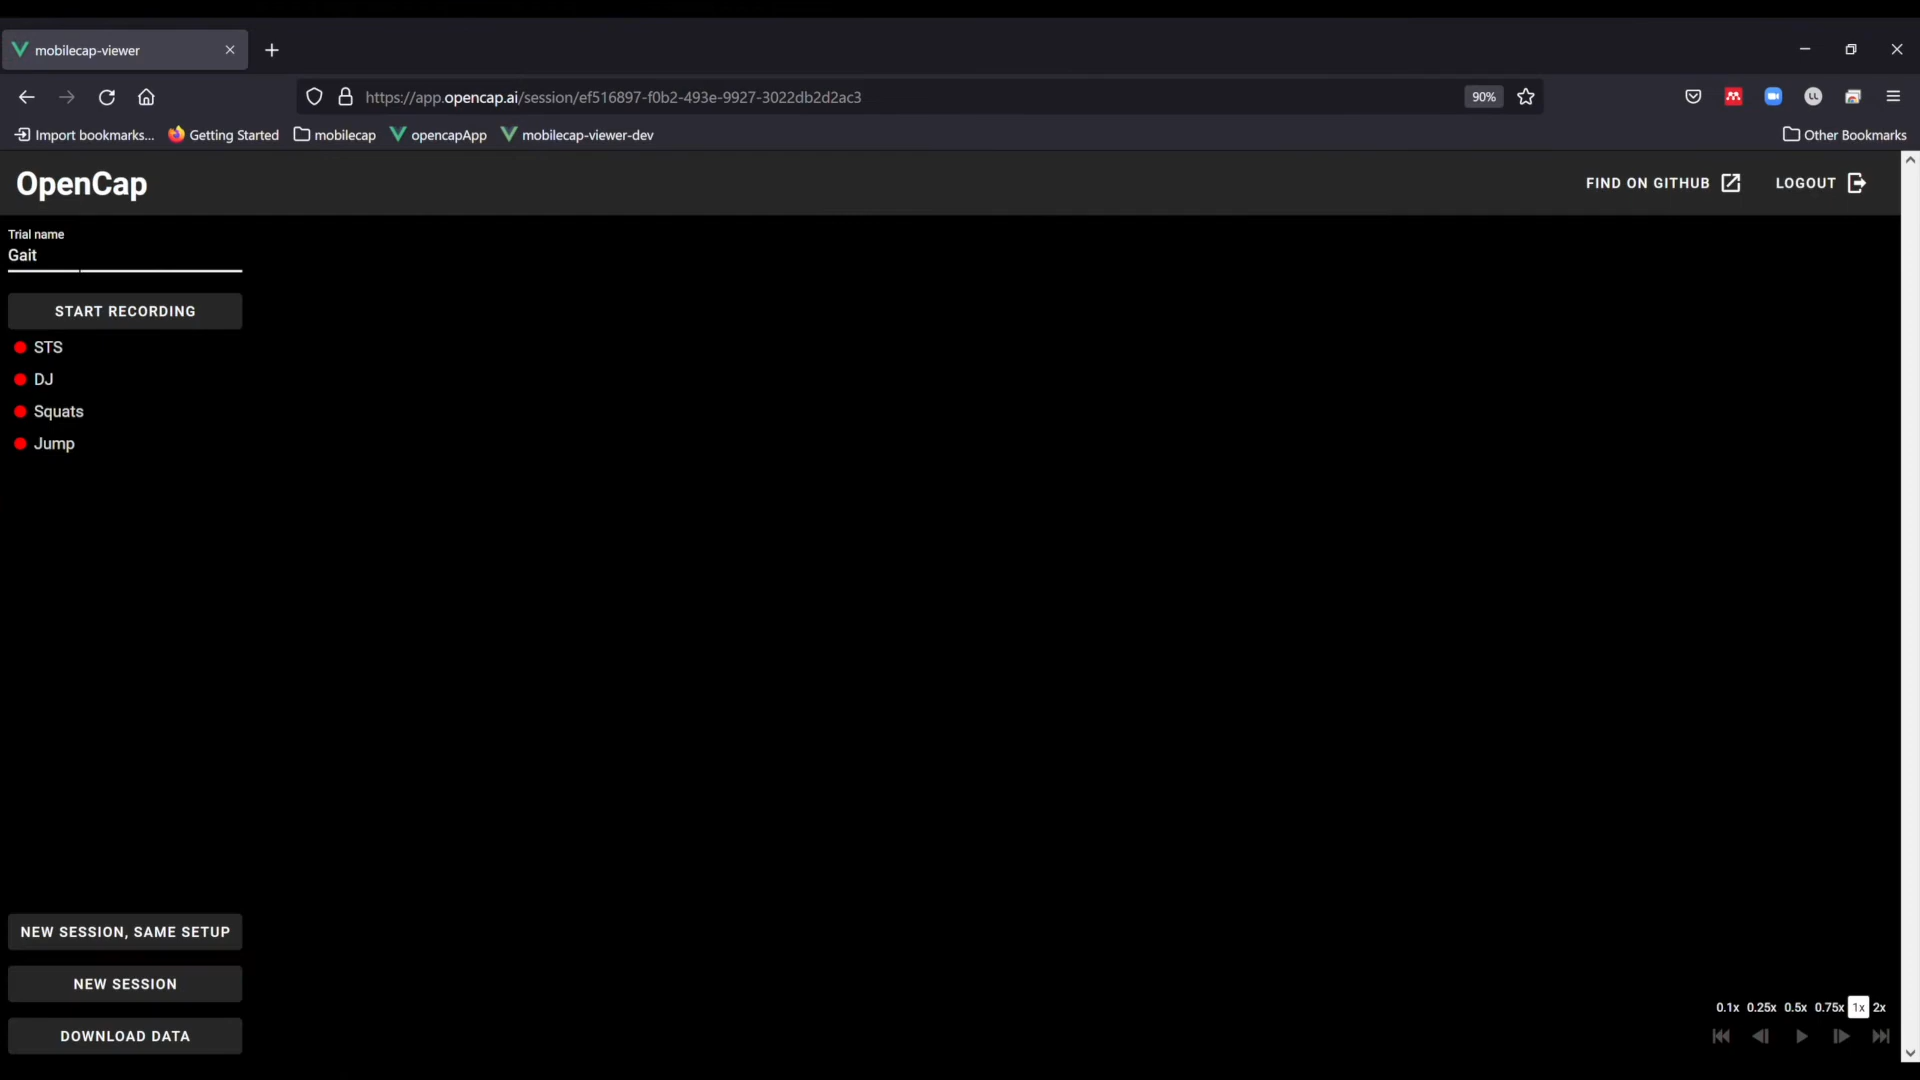 mobilecap-viewer
https://app.opencap.ai/session/ef516897-f0b2-493e-9927-3022db2d2ac3
90%
Import bookmarks...
Getting Started
mobilecap
opencapApp
mobilecap-viewer-dev
Other Bookmarks
OpenCap
FIND ON GITHUB
LOGOUT
Trial name
Gait
START RECORDING
STS
DJ
Squats
Jump
NEW SESSION, SAME SETUP
NEW SESSION
DOWNLOAD DATA
0.1x 0.25x 0.5x 0.75x 1x 2x